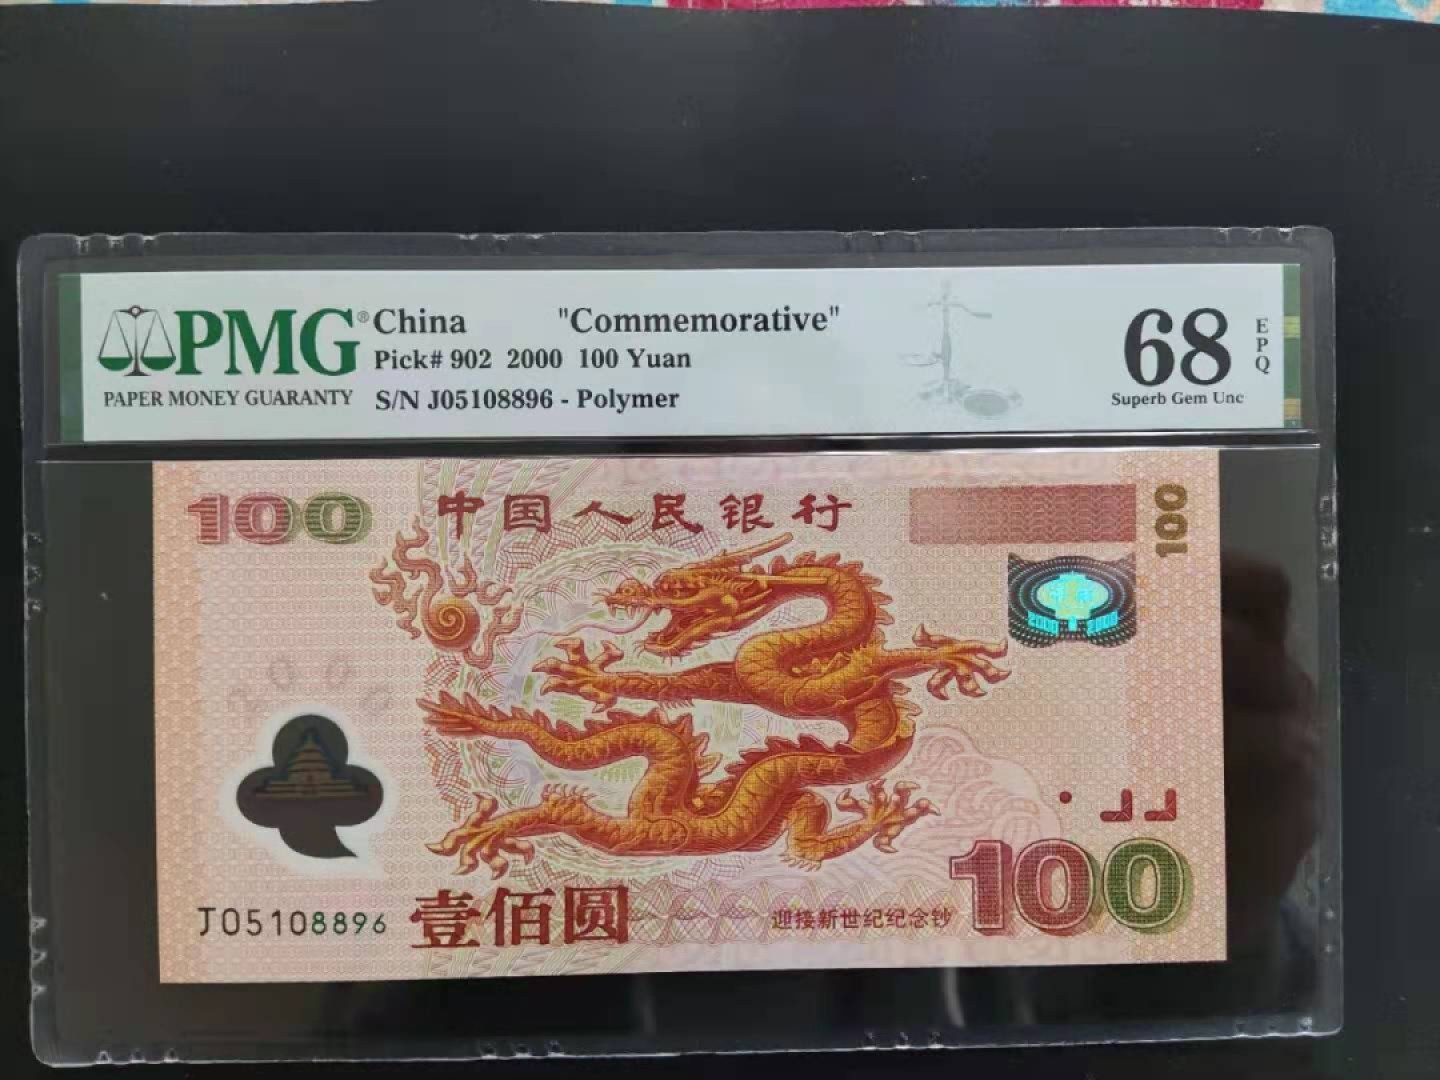 PMG® China "Commemorative"
Pick# 902 2000 100 Yuan
PAPER MONEY GUARANTY S/N J05108896 - Polymer
68 EPQ
Superb Gem Unc
100 中国人民银行
100
2000 2000
J05108896 壹佰圆 迎接新世纪纪念钞 100